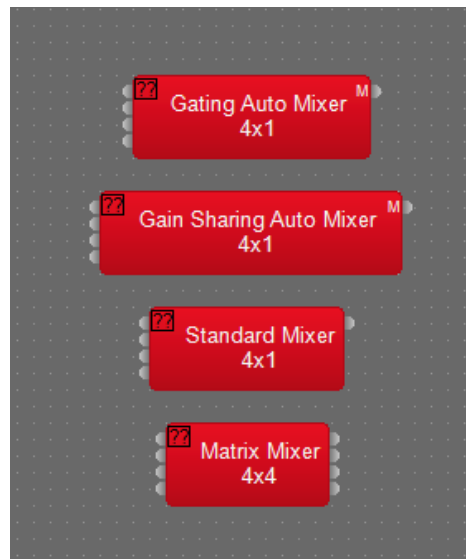 ??
M
Gating Auto Mixer
4x1
??
M
Gain Sharing Auto Mixer
4x1
??
Standard Mixer
4x1
??
Matrix Mixer
4x4